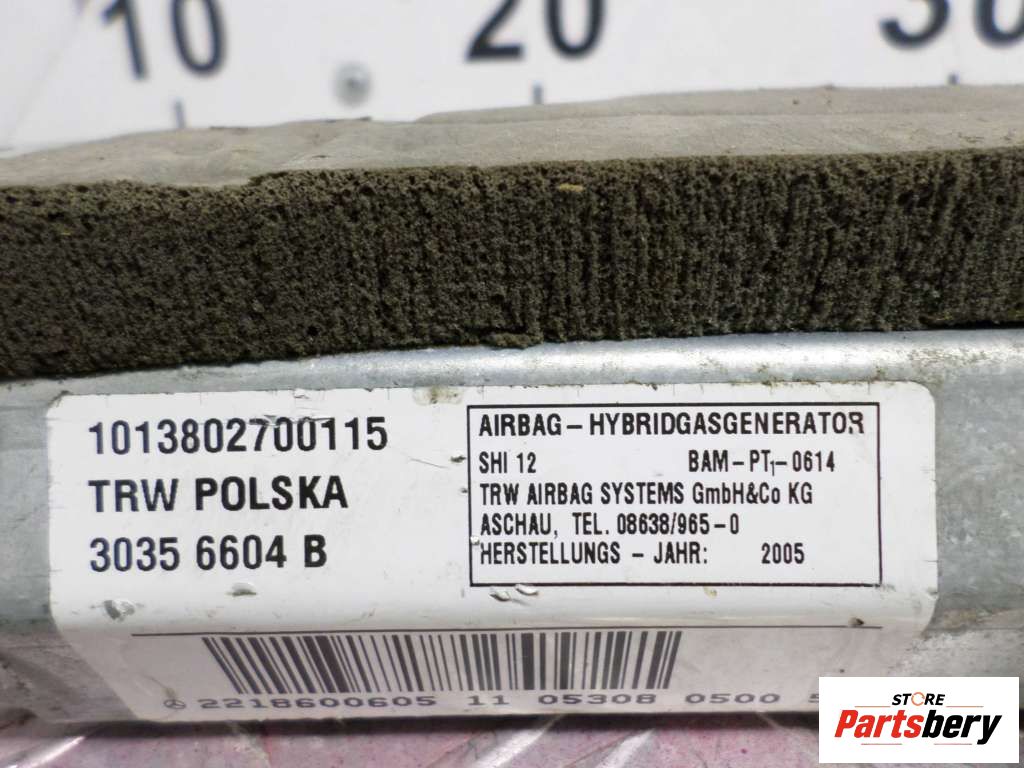 10 20 30
1013802700115
TRW POLSKA
3035 6604 B
AIRBAG – HYBRIDGASGENERATOR
SHI 12 BAM – PT₁– 0614
TRW AIRBAG SYSTEMS GmbH&Co KG
ASCHAU, TEL. 08638/965 – 0
HERSTELLUNGS – JAHR: 2005
2218600605 11 05308 0500
STORE
Partsbery